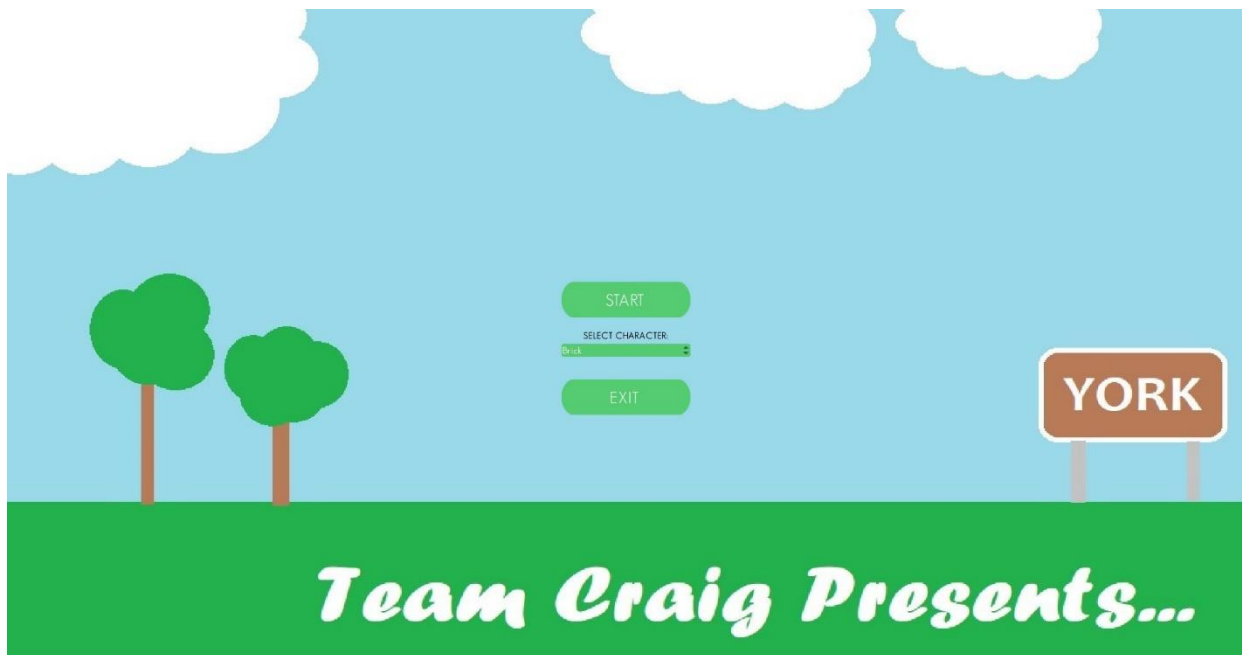 START
SELECT CHARACTER:
Brick
EXIT
YORK
Team Craig Presents...